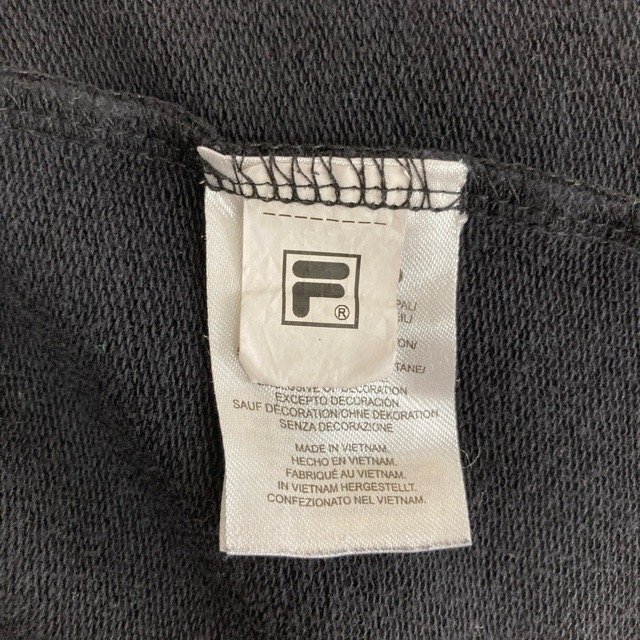 F®
EXCEPTO DECORACIÓN
SAUF DÉCORATION/OHNE DEKORATION
SENZA DECORAZIONE
MADE IN VIETNAM.
HECHO EN VIETNAM.
FABRIQUÉ AU VIETNAM.
IN VIETNAM HERGESTELLT.
CONFEZIONATO NEL VIETNAM.